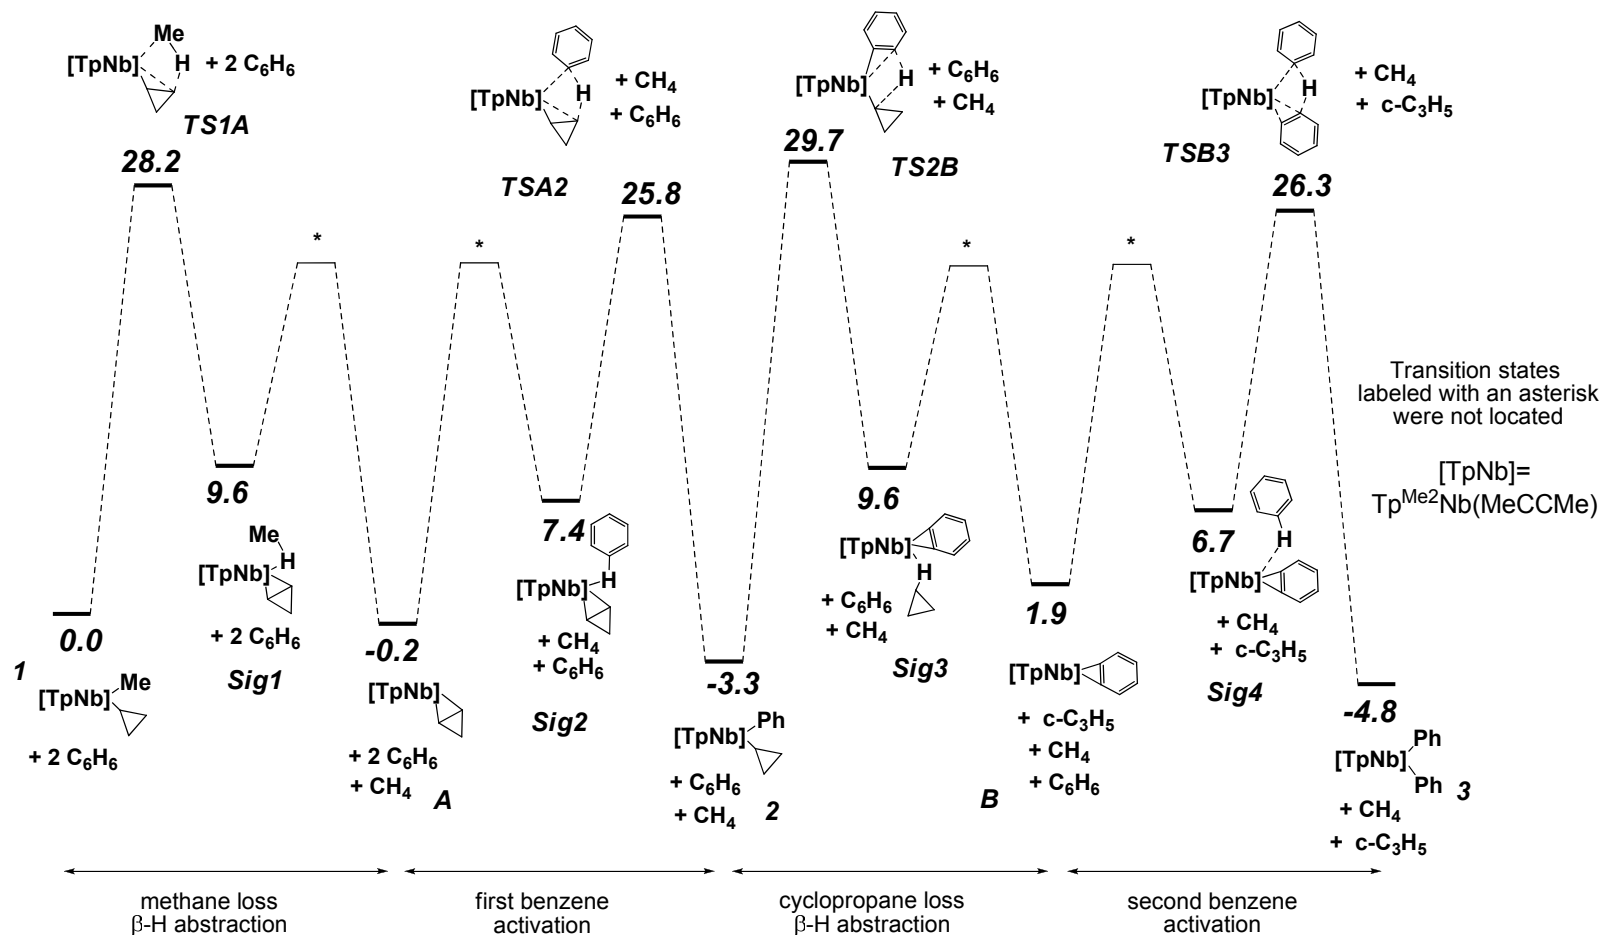 Me
[TpNb]
H
+ 2 C₆H₆
TS1A
28.2
[TpNb]
H
+ CH₄
+ C₆H₆
TSA2
25.8
[TpNb]
H
+ C₆H₆
+ CH₄
29.7
TS2B
[TpNb]
H
+ CH₄
+ c-C₃H₅
TSB3
26.3
*
*
*
*
Transition states
labeled with an asterisk
were not located
[TpNb]=
Tp^Me2Nb(MeCCMe)
0.0
1
[TpNb]
Me
+ 2 C₆H₆
9.6
Me
H
[TpNb]
+ 2 C₆H₆
Sig1
-0.2
[TpNb]
+ 2 C₆H₆
+ CH₄
A
7.4
H
[TpNb]
+ CH₄
+ C₆H₆
Sig2
-3.3
Ph
[TpNb]
+ C₆H₆
+ CH₄
2
9.6
[TpNb]
H
+ C₆H₆
+ CH₄
Sig3
1.9
[TpNb]
+ c-C₃H₅
+ CH₄
+ C₆H₆
B
6.7
H
[TpNb]
+ CH₄
+ c-C₃H₅
Sig4
-4.8
Ph
[TpNb]
Ph
3
+ CH₄
+ c-C₃H₅
methane loss
β-H abstraction
first benzene
activation
cyclopropane loss
β-H abstraction
second benzene
activation